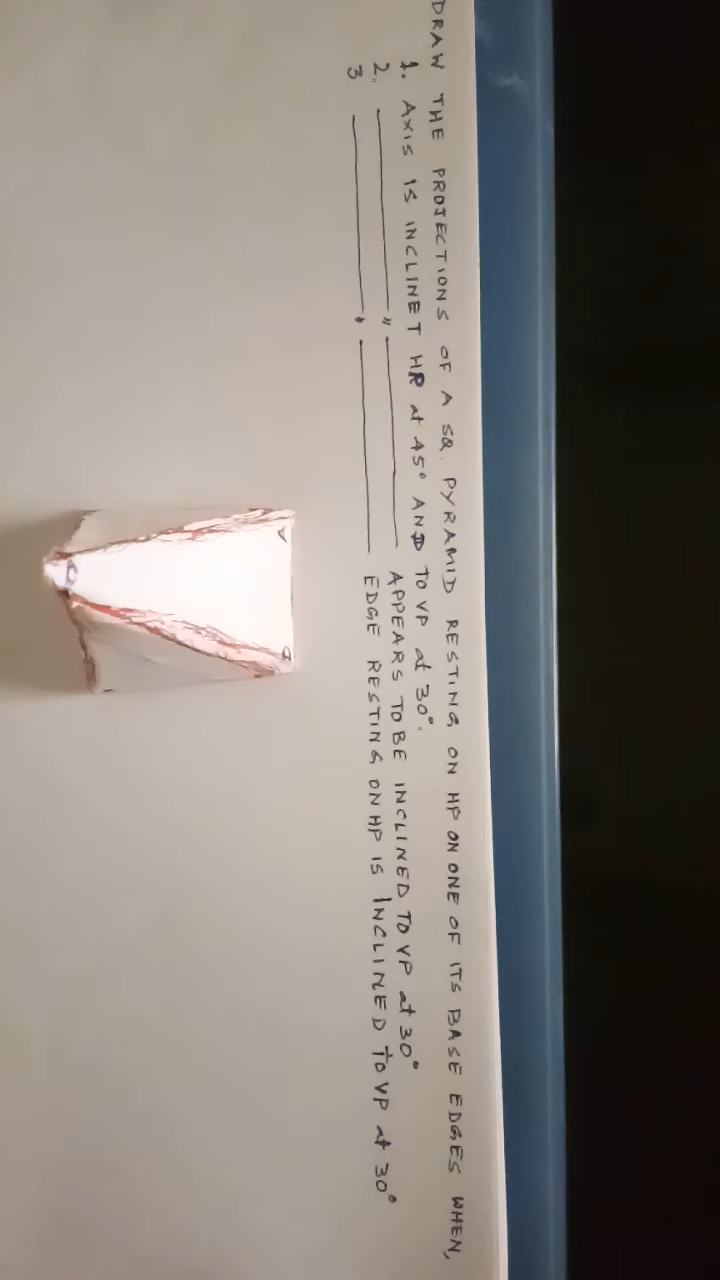 DRAW THE PROJECTIONS OF A SQ. PYRAMID RESTING ON HP ON ONE OF ITS BASE EDGES WHEN,
1. AXIS IS INCLINET HP at 45° AND TO VP at 30°.
2. ———— " ———— APPEARS TO BE INCLINED TO VP at 30°
3 ———— , ———— EDGE RESTING ON HP IS INCLINED TO VP at 30°